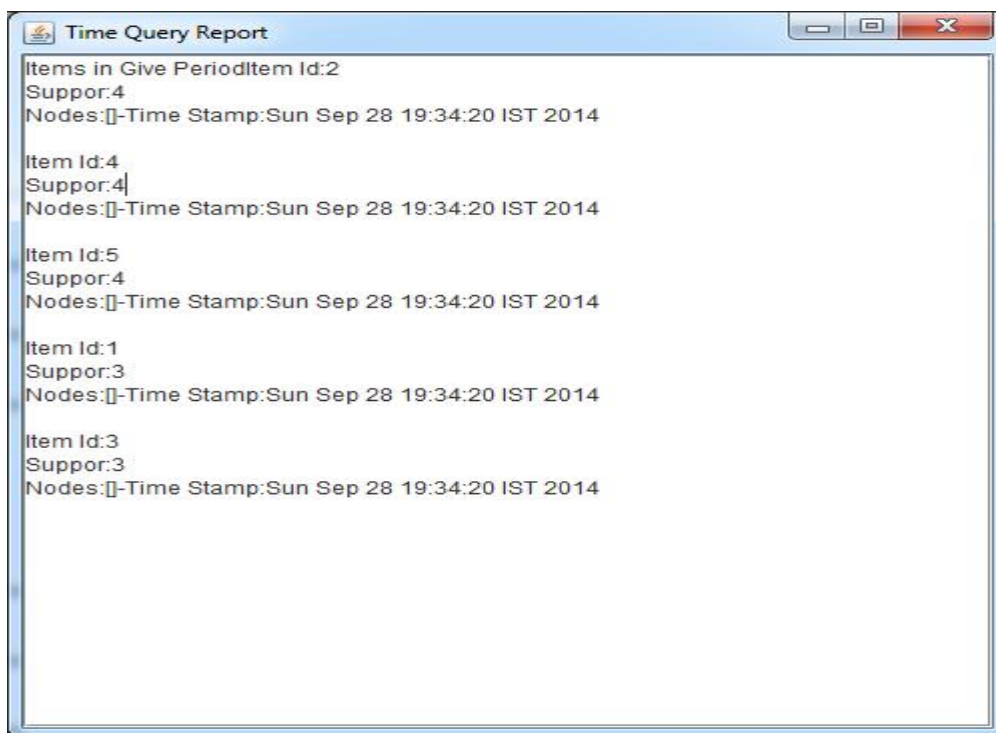 Time Query Report
Items in Give PeriodItem Id:2
Suppor:4
Nodes:[]-Time Stamp:Sun Sep 28 19:34:20 IST 2014
Item Id:4
Suppor:4
Nodes:[]-Time Stamp:Sun Sep 28 19:34:20 IST 2014
Item Id:5
Suppor:4
Nodes:[]-Time Stamp:Sun Sep 28 19:34:20 IST 2014
Item Id:1
Suppor:3
Nodes:[]-Time Stamp:Sun Sep 28 19:34:20 IST 2014
Item Id:3
Suppor:3
Nodes:[]-Time Stamp:Sun Sep 28 19:34:20 IST 2014